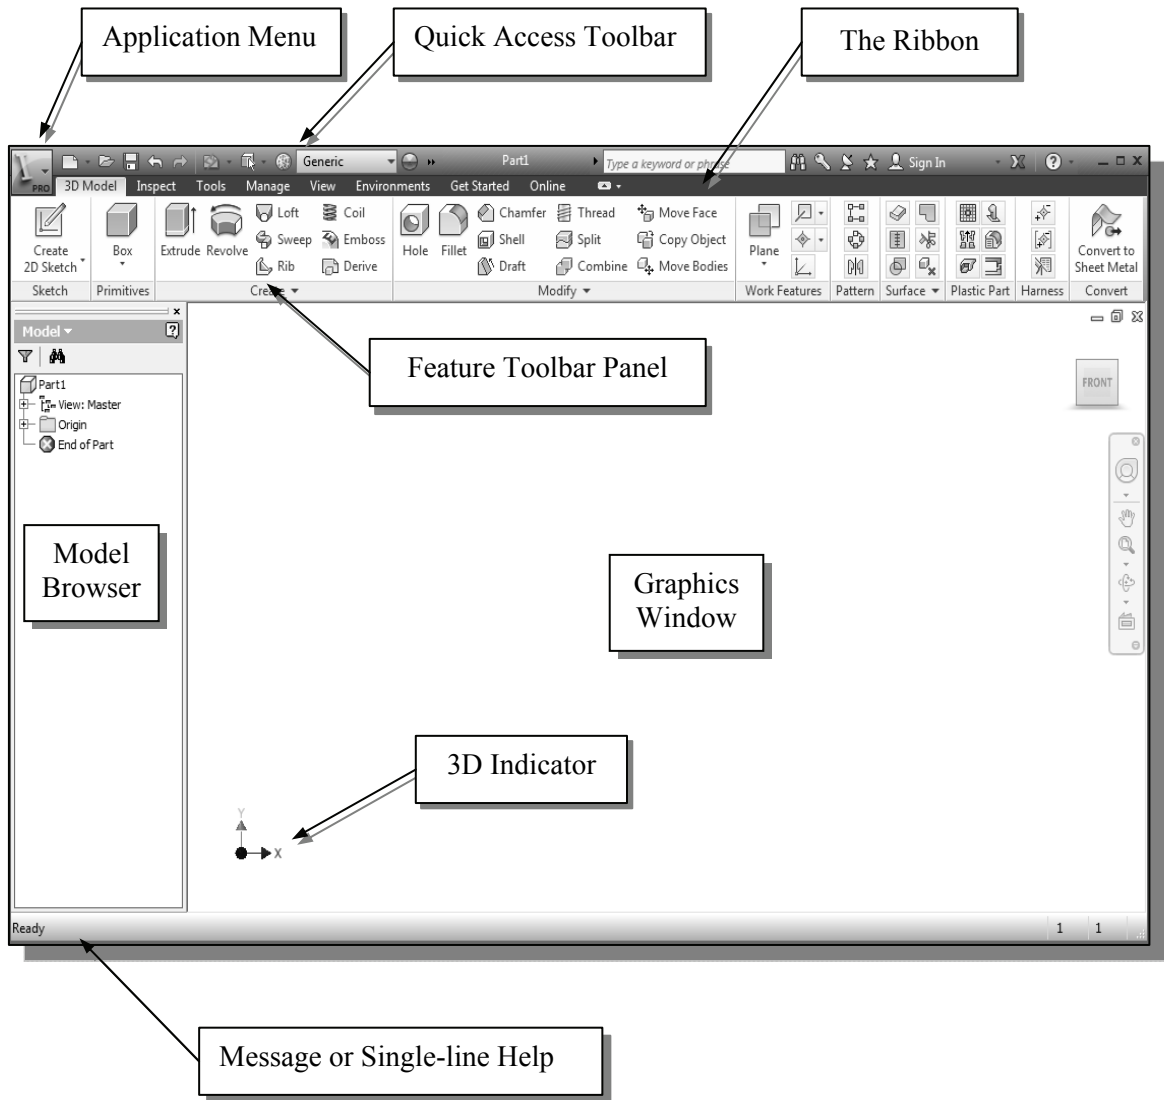 Application Menu
Quick Access Toolbar
The Ribbon
Generic
Part1
Type a keyword or phrase
Sign In
PRO
3D Model Inspect Tools Manage View Environments Get Started Online
Loft Coil Chamfer Thread Move Face
Create
2D Sketch
Box
Extrude Revolve
Sweep Emboss
Hole Fillet
Shell Split Copy Object
Plane
Convert to
Sheet Metal
Rib Derive Draft Combine Move Bodies
Sketch Primitives Create Modify Work Features Pattern Surface Plastic Part Harness Convert
Model
Part1
View: Master
Origin
End of Part
Feature Toolbar Panel
FRONT
Model
Browser
Graphics
Window
3D Indicator
Y
X
Ready
1 1
Message or Single-line Help